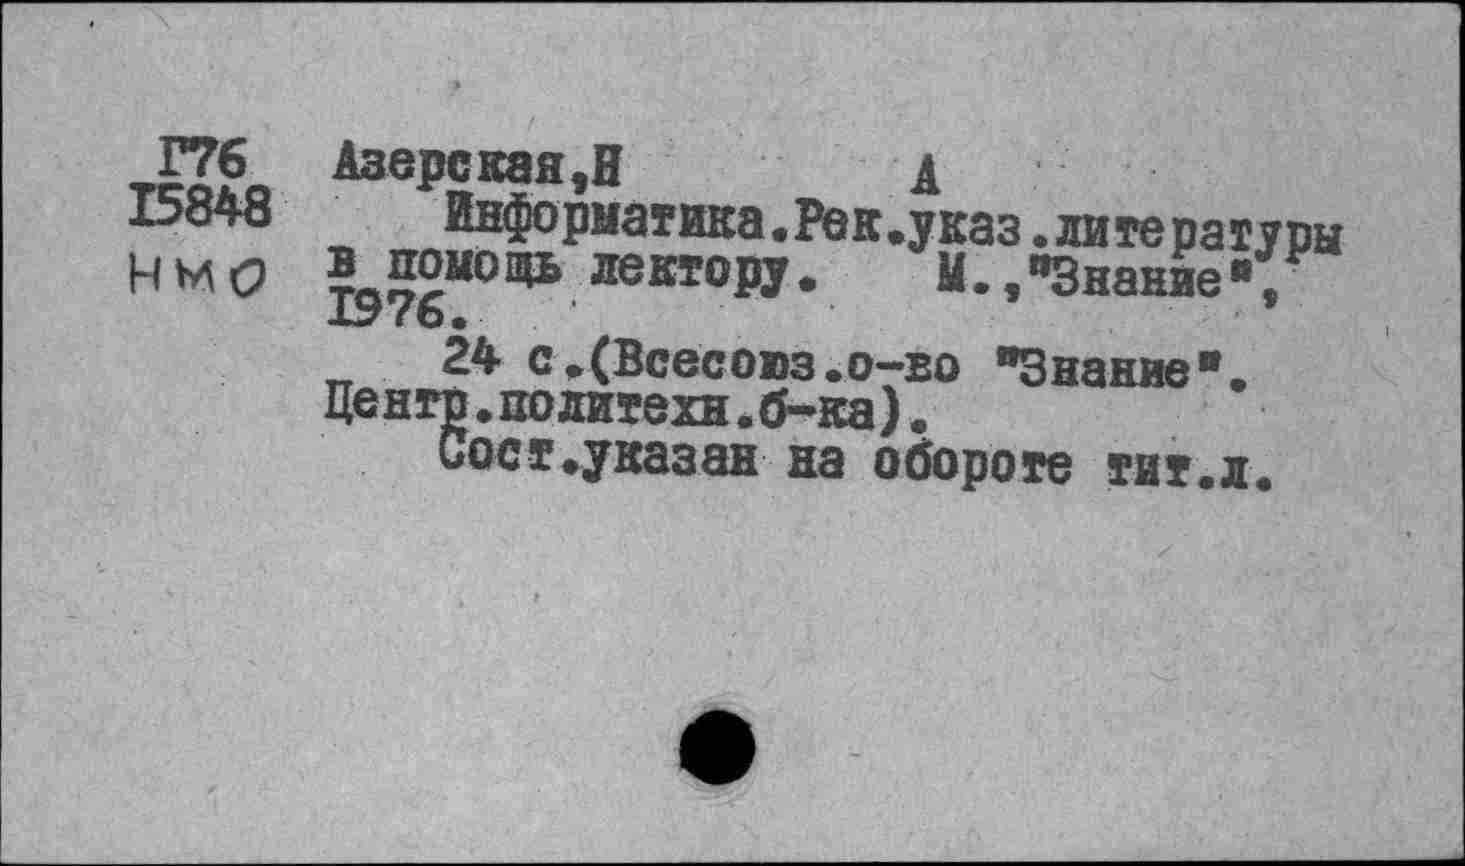 Г76 Азерская,Н А
15848 Информатика.Рек.указ.литературы
НМО в помощь лектору. М.,"Знание",
1976.
24 с.(Всесоюз.о-во "Знание".
Центр.политехн.б-ка).
Сост.указан на обороте тит.л.